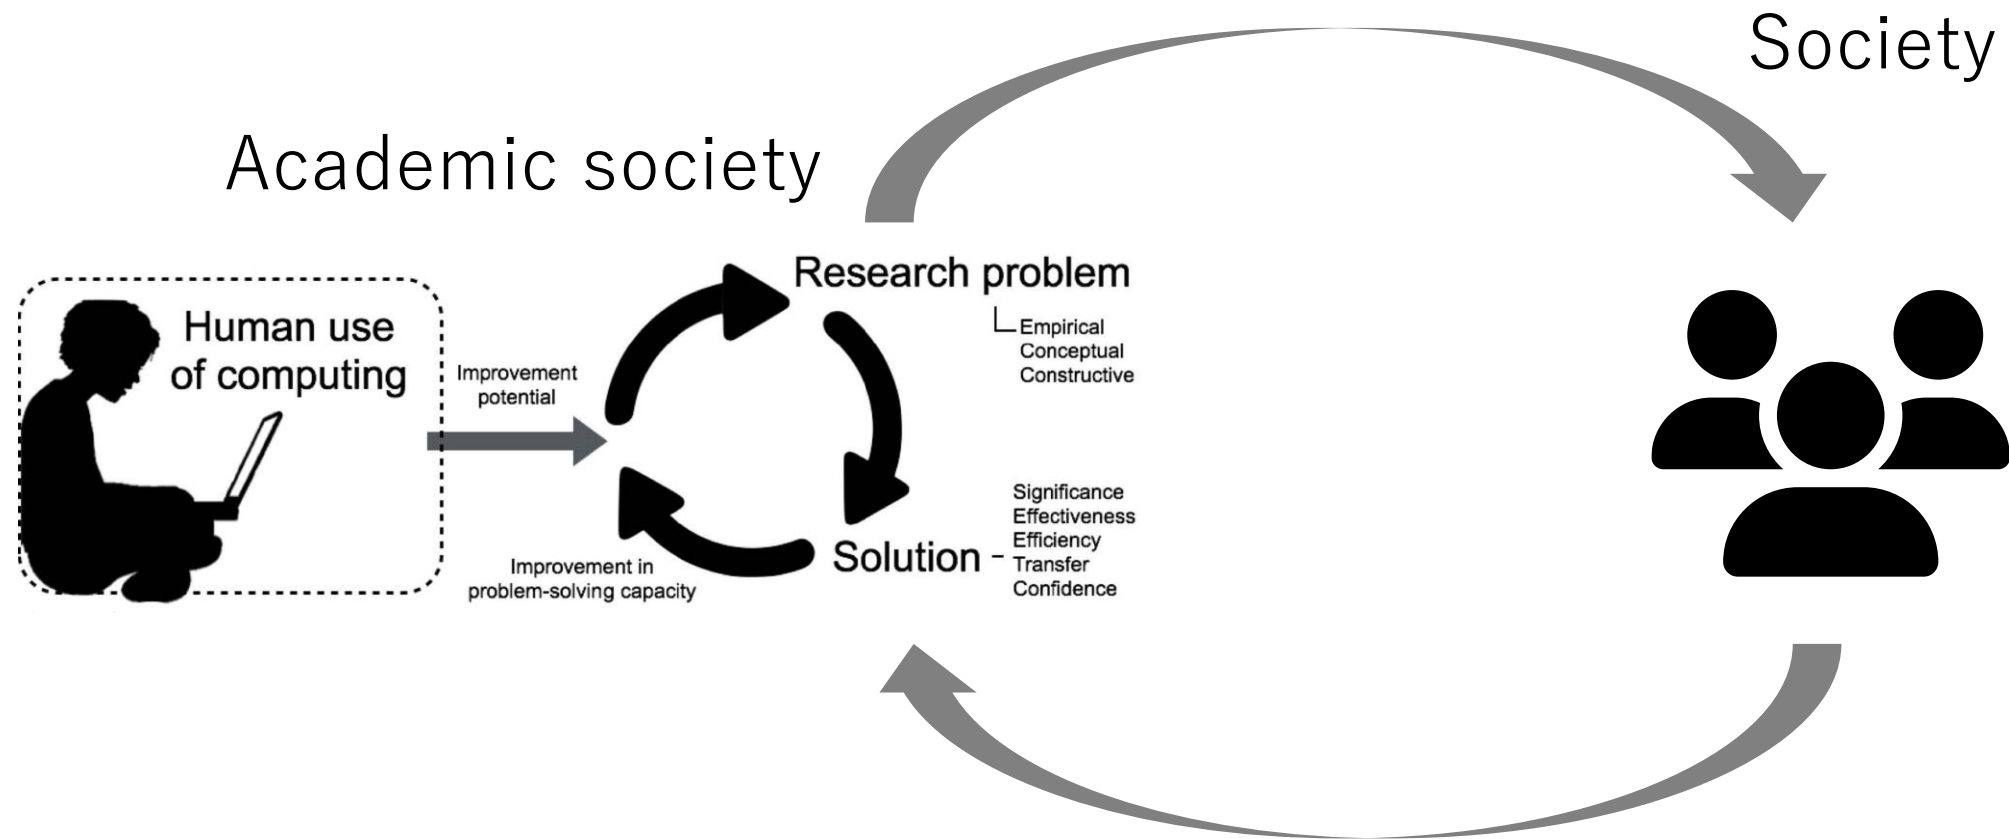 Society
Academic society
Research problem
Empirical
Conceptual
Constructive
Human use
of computing
Improvement
potential
Significance
Effectiveness
Efficiency
Transfer
Confidence
Solution
Improvement in
problem-solving capacity